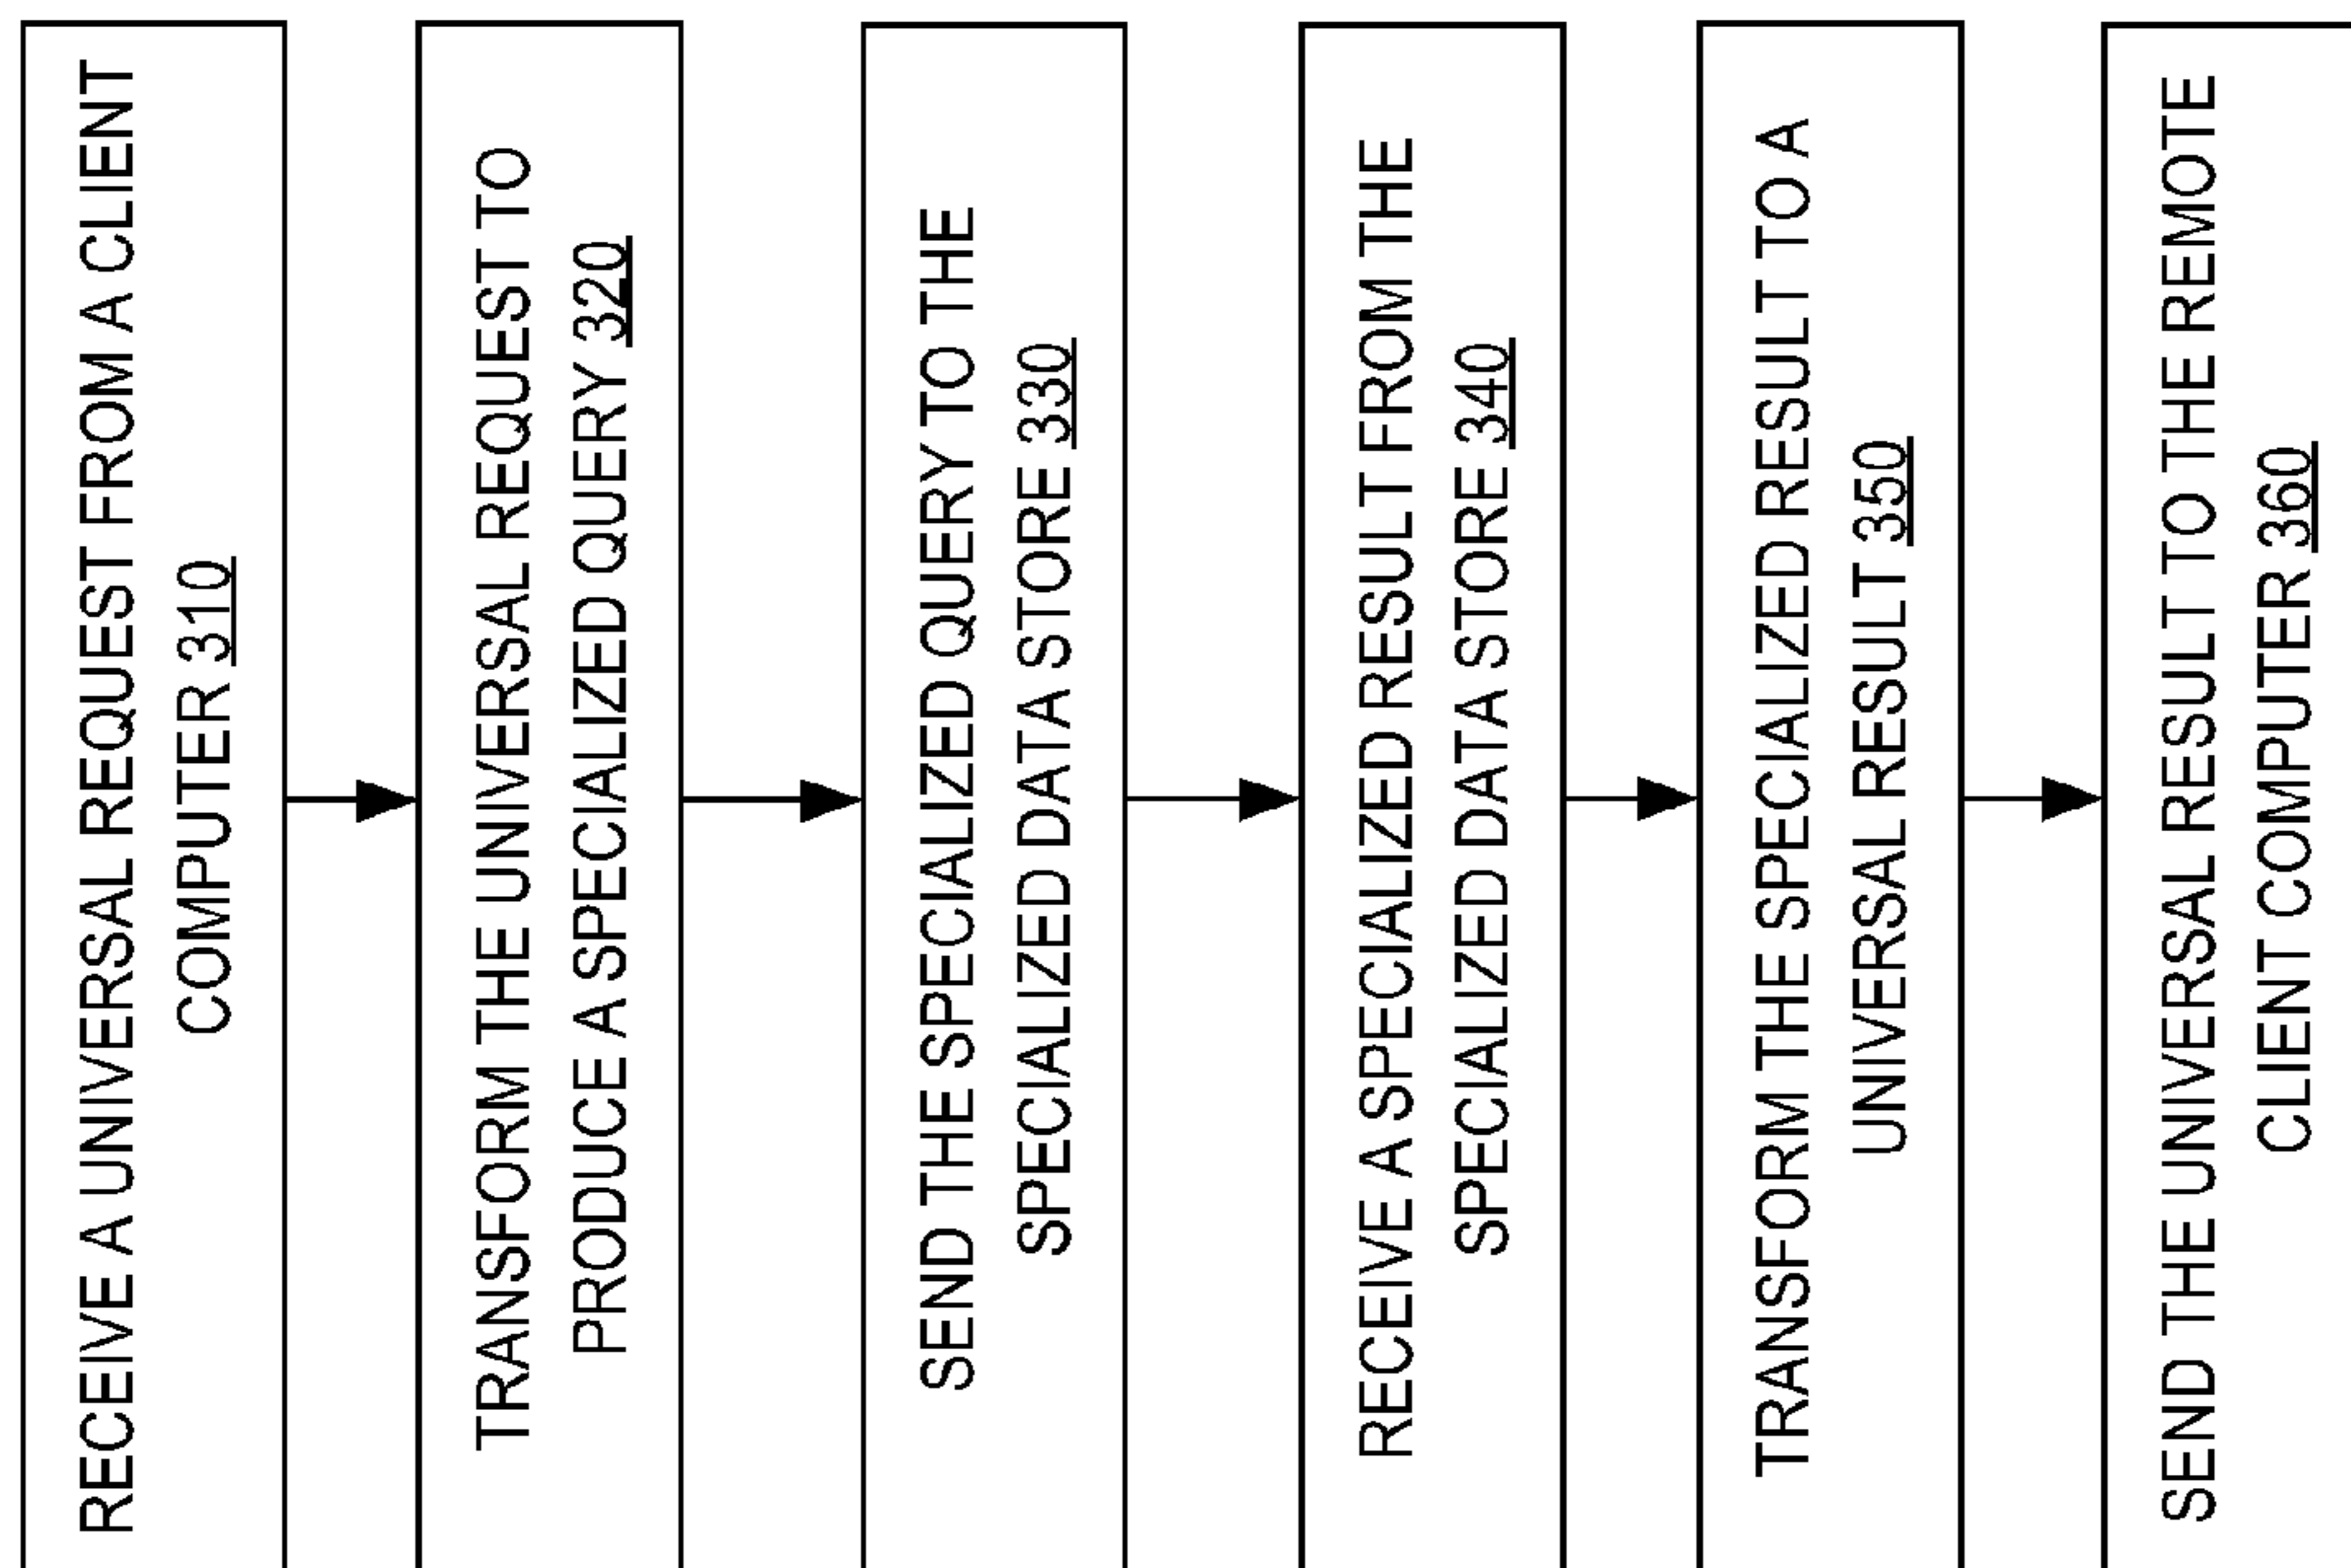 RECEIVE A UNIVERSAL REQUEST FROM A CLIENT
COMPUTER 310
TRANSFORM THE UNIVERSAL REQUEST TO
PRODUCE A SPECIALIZED QUERY 320
SEND THE SPECIALIZED QUERY TO THE
SPECIALIZED DATA STORE 330
RECEIVE A SPECIALIZED RESULT FROM THE
SPECIALIZED DATA STORE 340
TRANSFORM THE SPECIALIZED RESULT TO A
UNIVERSAL RESULT 350
SEND THE UNIVERSAL RESULT TO THE REMOTE
CLIENT COMPUTER 360